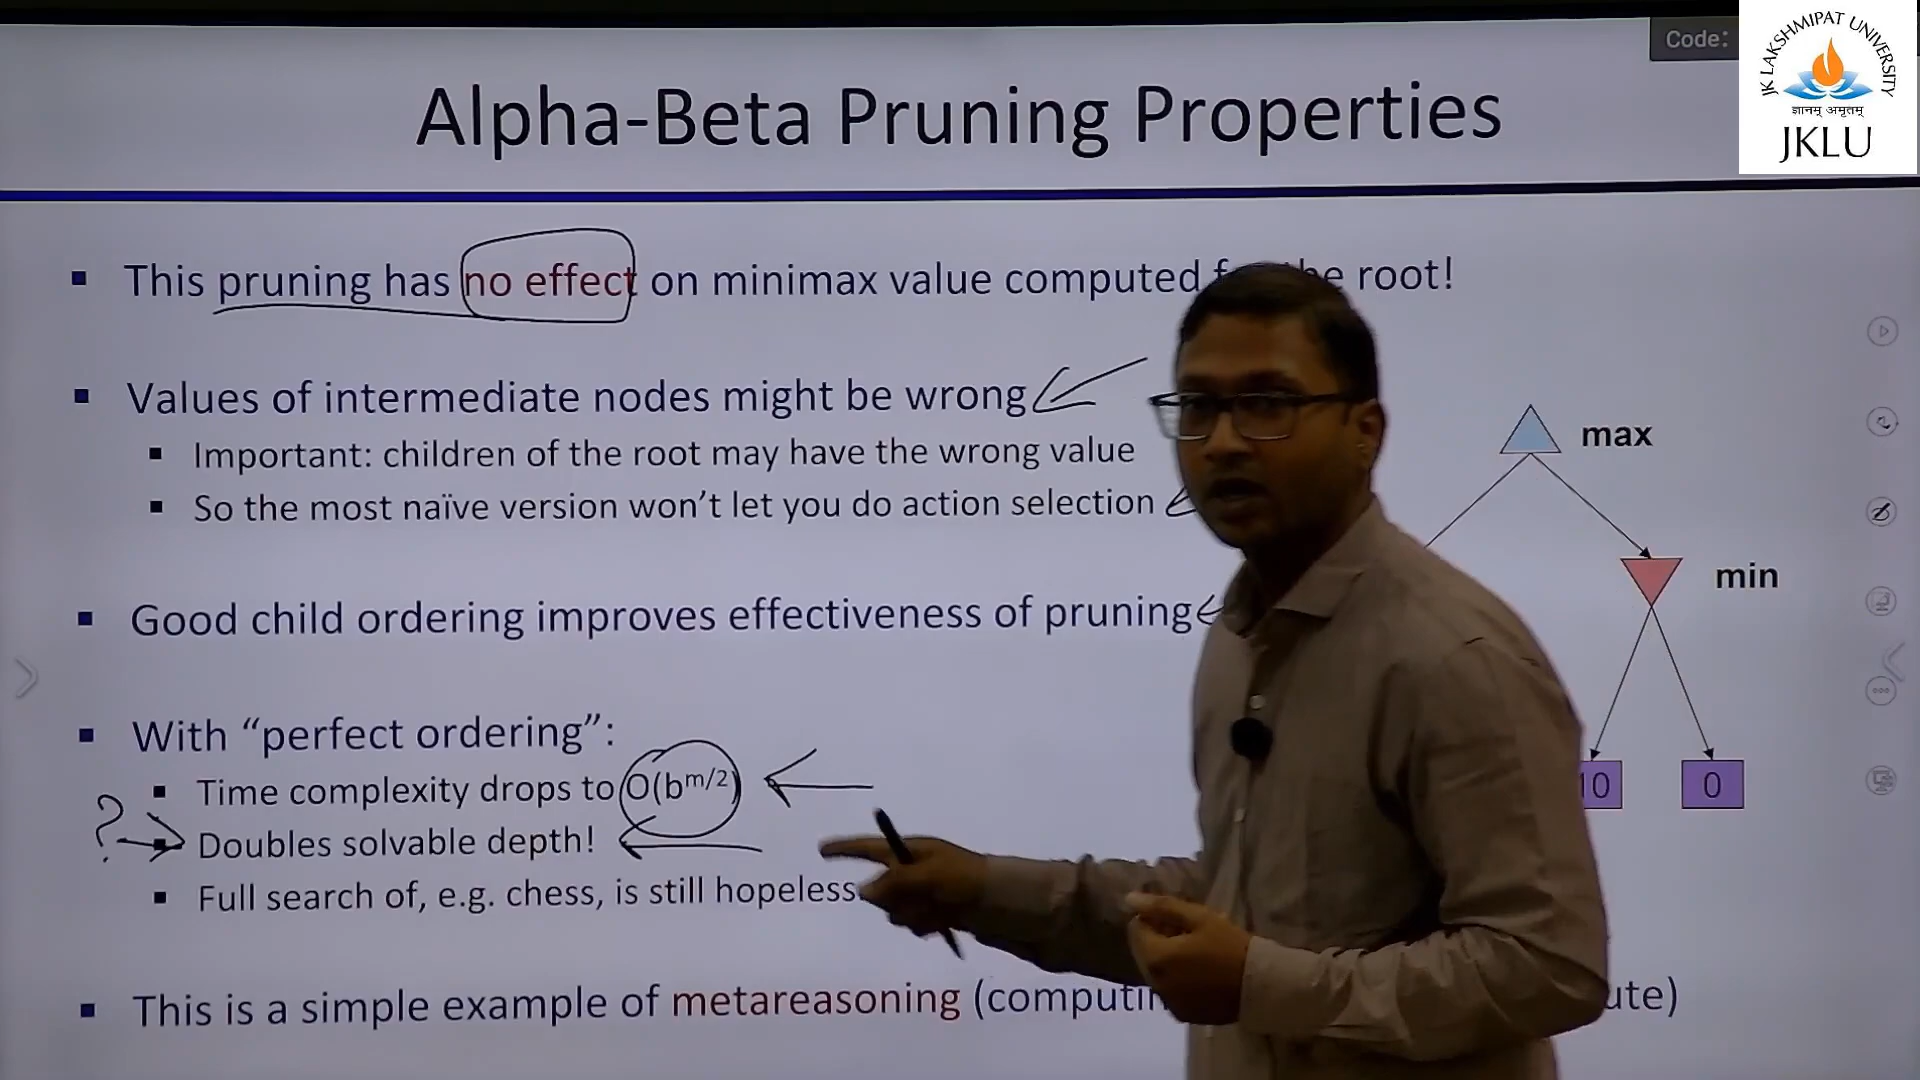 Code:
JK LAKSHMIPAT UNIVERSITY
ज्ञानम् अमृतम्
JKLU
Alpha-Beta Pruning Properties
This pruning has no effect on minimax value computed f the root!
Values of intermediate nodes might be wrong
Important: children of the root may have the wrong value
So the most naïve version won’t let you do action selection
max
min
Good child ordering improves effectiveness of pruning
With “perfect ordering”:
Time complexity drops to O(b^m/2)
10 0
? Doubles solvable depth!
Full search of, e.g. chess, is still hopeless
This is a simple example of metareasoning (computin ute)